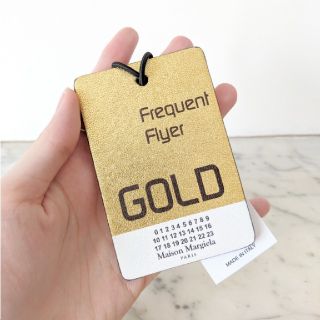 Frequent
Flyer
GOLD
0 1 2 3 4 5 6 7 8 9
10 11 12 13 14 15 16
17 18 19 20 21 22 23
Maison Margiela
PARIS
MADE IN ITALY